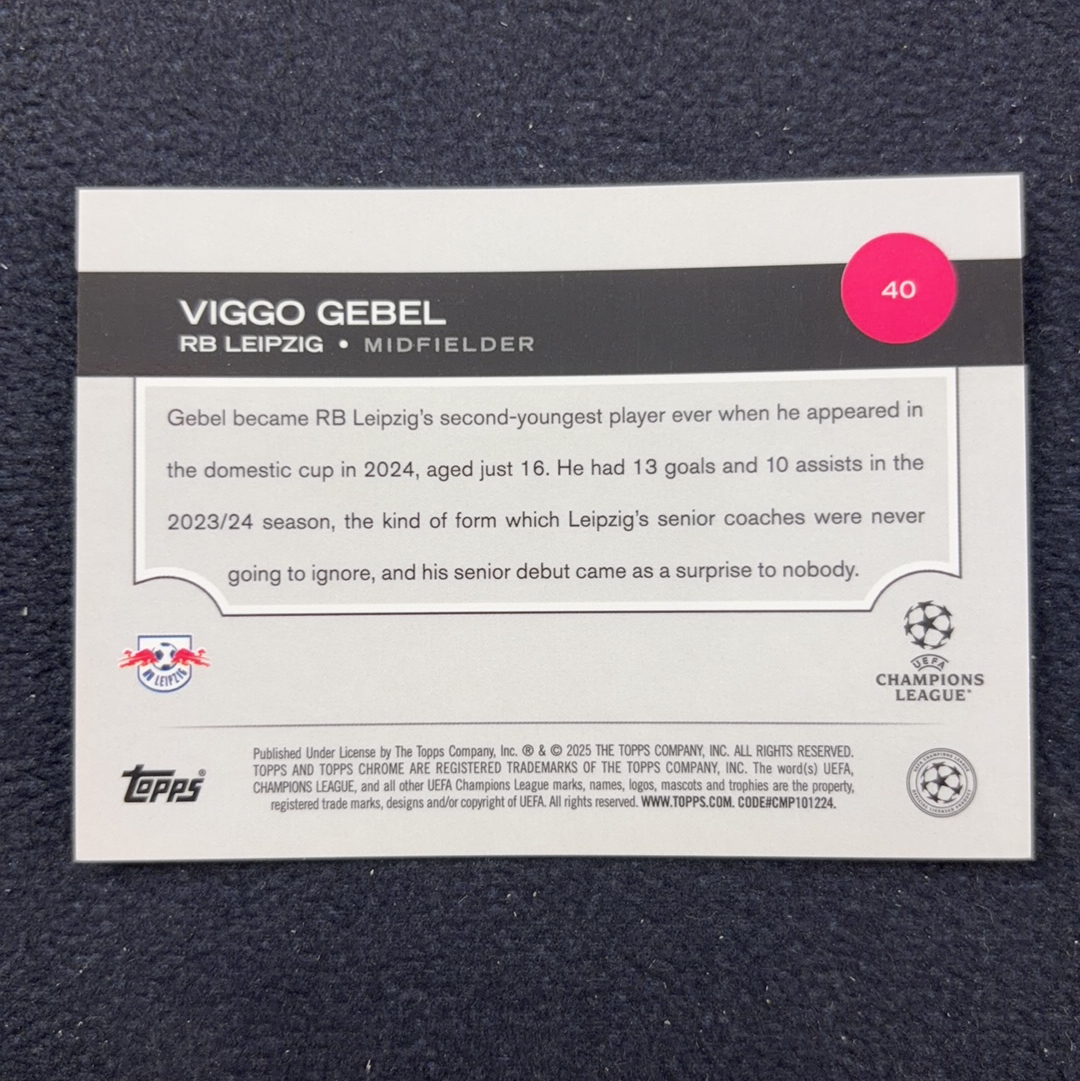 40
VIGGO GEBEL
RB LEIPZIG • MIDFIELDER
Gebel became RB Leipzig's second-youngest player ever when he appeared in
the domestic cup in 2024, aged just 16. He had 13 goals and 10 assists in the
2023/24 season, the kind of form which Leipzig's senior coaches were never
going to ignore, and his senior debut came as a surprise to nobody.
RB LEIPZIG
UEFA
CHAMPIONS
LEAGUE®
topps®
Published Under License by The Topps Company, Inc. ® & © 2025 THE TOPPS COMPANY, INC. ALL RIGHTS RESERVED.
TOPPS AND TOPPS CHROME ARE REGISTERED TRADEMARKS OF THE TOPPS COMPANY, INC. The word(s) UEFA,
CHAMPIONS LEAGUE, and all other UEFA Champions League marks, names, logos, mascots and trophies are the property,
registered trade marks, designs and/or copyright of UEFA. All rights reserved. WWW.TOPPS.COM. CODE#CMP101224.